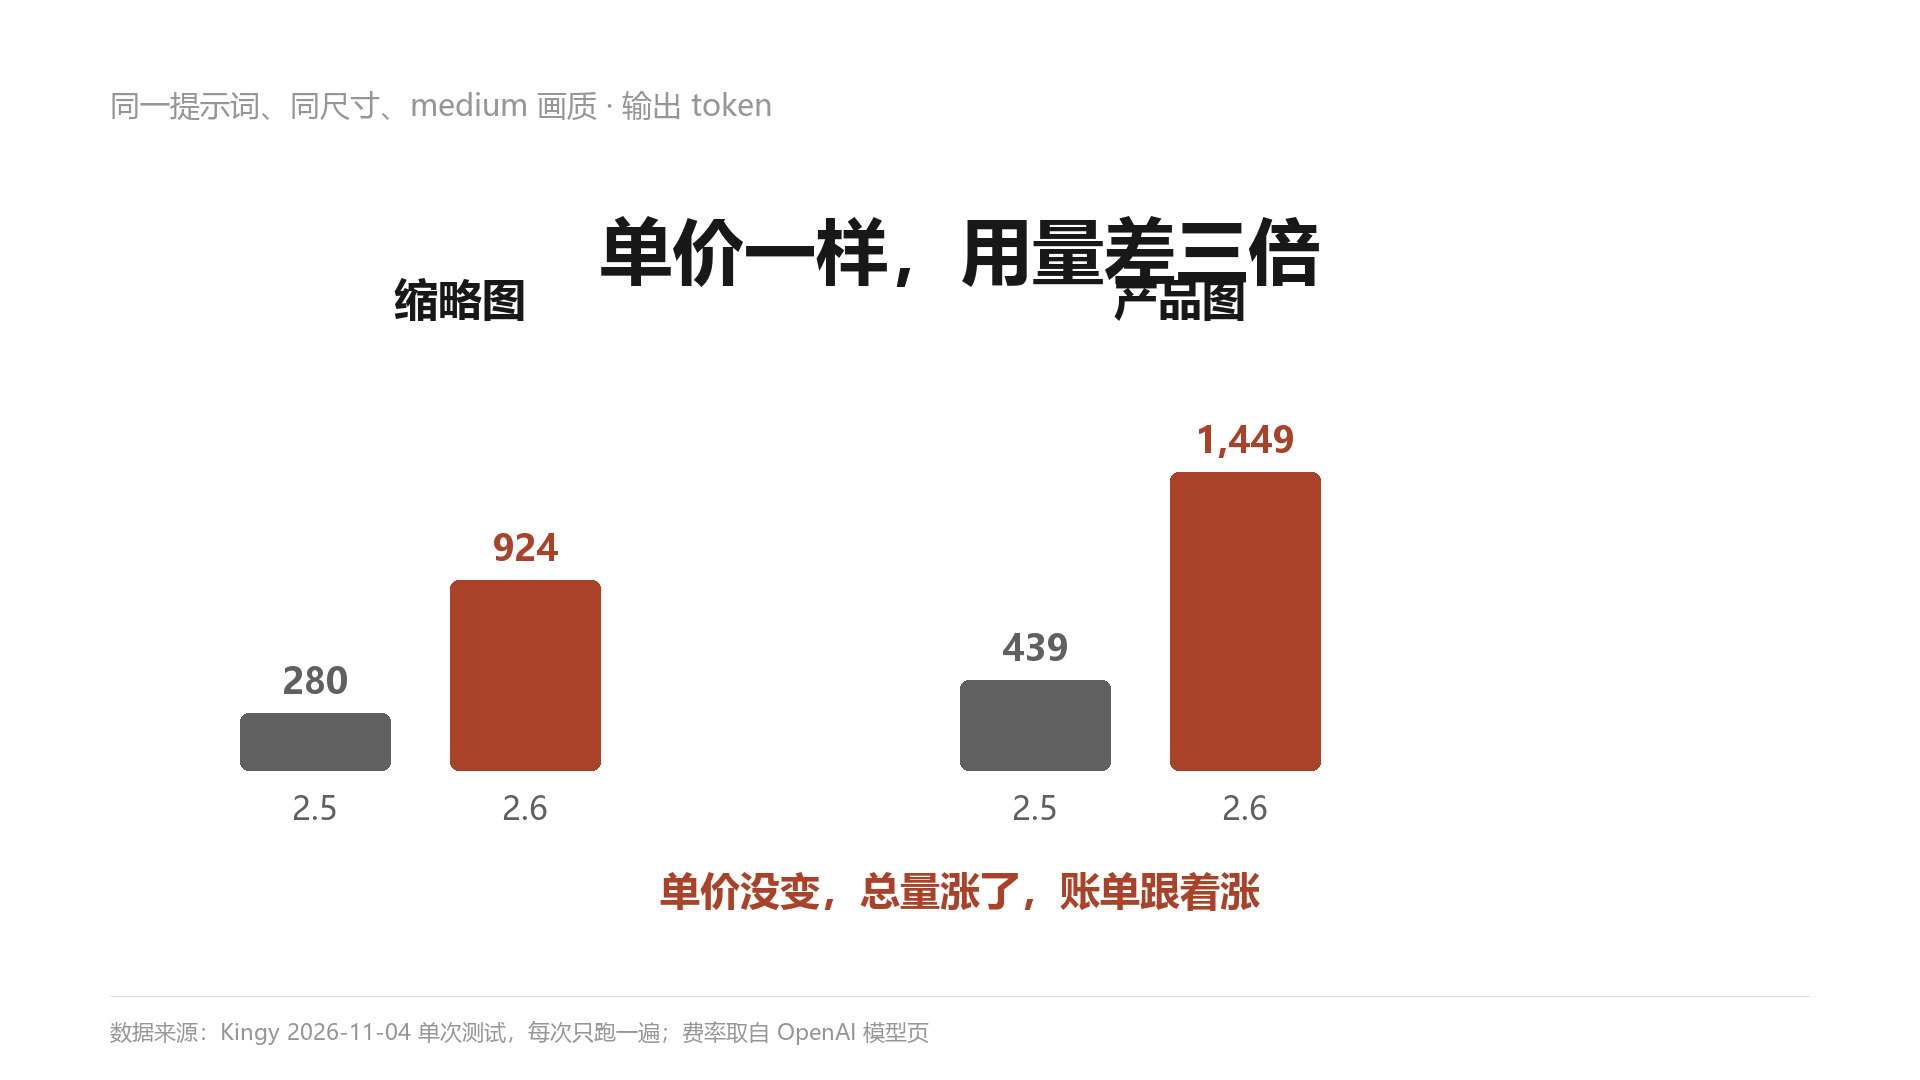 同一提示词、同尺寸、medium 画质 · 输出 token
单价一样，用量差三倍
缩略图
产品图
280
924
439
1,449
2.5
2.6
2.5
2.6
单价没变，总量涨了，账单跟着涨
数据来源：Kingy 2026-11-04 单次测试，每次只跑一遍；费率取自 OpenAI 模型页